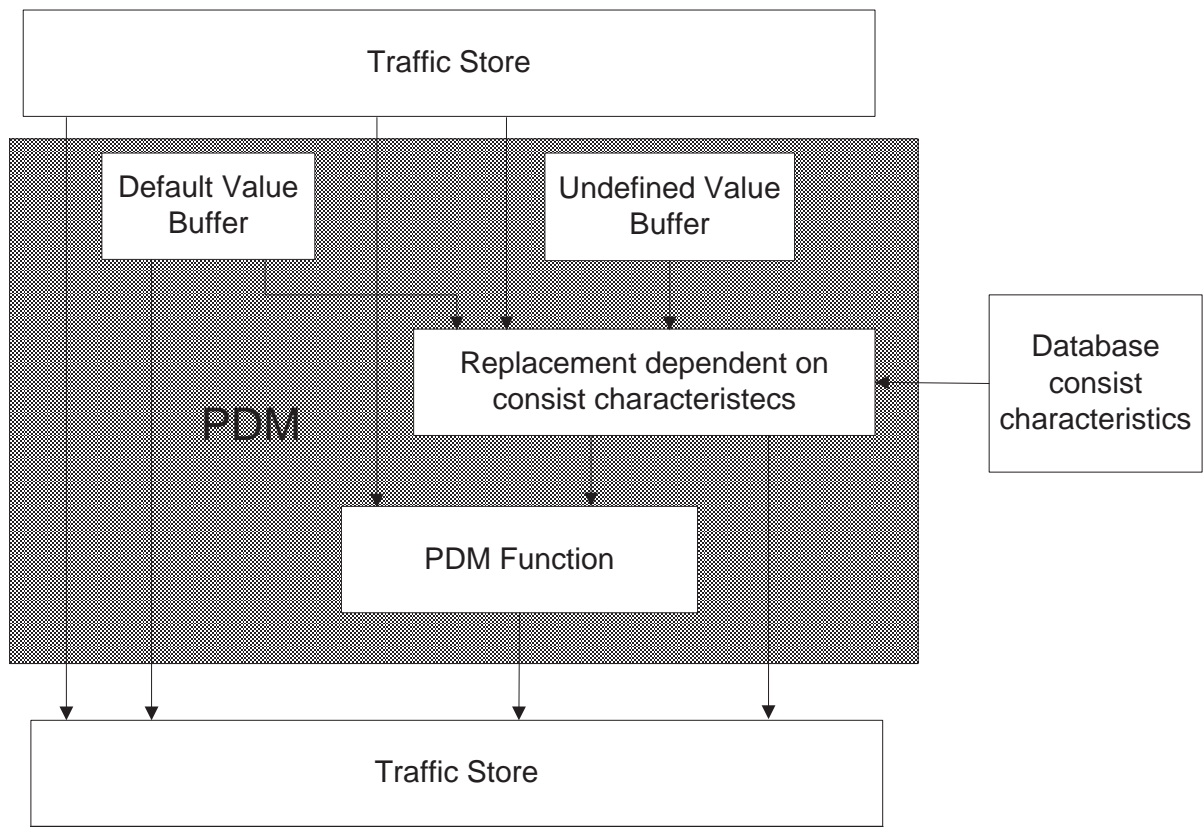 Traffic Store
Default Value
Buffer
Undefined Value
Buffer
Replacement dependent on
consist characteristecs
Database
consist
characteristics
PDM
PDM Function
Traffic Store